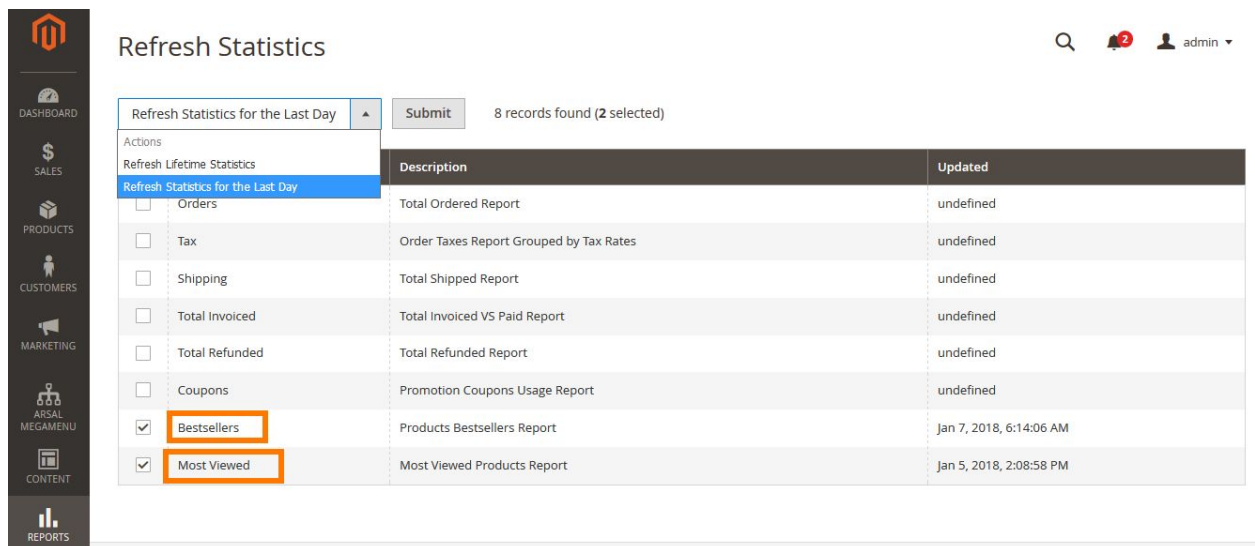 Refresh Statistics
2
admin
DASHBOARD
SALES
PRODUCTS
CUSTOMERS
MARKETING
ARSAL
MEGAMENU
CONTENT
REPORTS
Refresh Statistics for the Last Day
Submit
8 records found (2 selected)
Actions
Refresh Lifetime Statistics
Refresh Statistics for the Last Day
Description Updated
Orders Total Ordered Report undefined
Tax Order Taxes Report Grouped by Tax Rates undefined
Shipping Total Shipped Report undefined
Total Invoiced Total Invoiced VS Paid Report undefined
Total Refunded Total Refunded Report undefined
Coupons Promotion Coupons Usage Report undefined
Bestsellers Products Bestsellers Report Jan 7, 2018, 6:14:06 AM
Most Viewed Most Viewed Products Report Jan 5, 2018, 2:08:58 PM